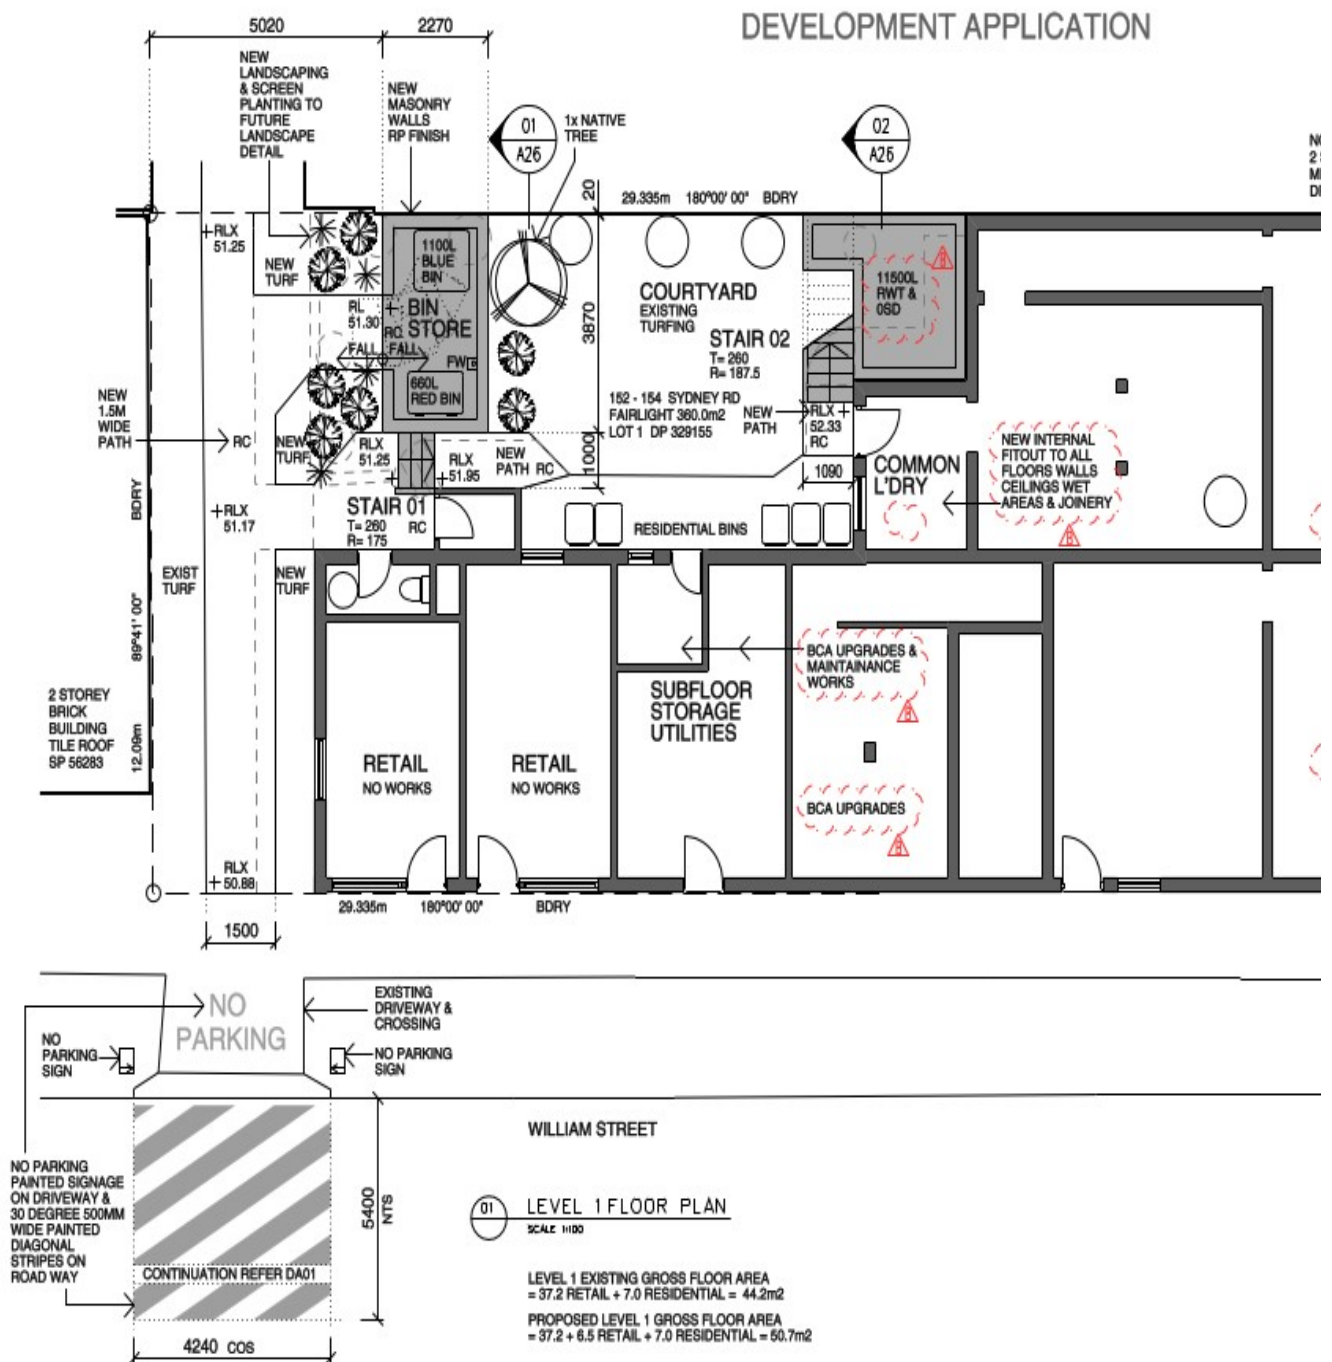 DEVELOPMENT APPLICATION
5020
2270
NEW
LANDSCAPING
& SCREEN
PLANTING TO
FUTURE
LANDSCAPE
DETAIL
NEW
MASONRY
WALLS
RP FINISH
01
A26
1x NATIVE
TREE
02
A26
20
29.335m 180°00' 00" BDRY
RLX
51.25
NEW
TURF
1100L
BLUE
BIN
RL
51.30
RC
BIN
STORE
FALL
FALL
FW
660L
RED BIN
3870
COURTYARD
EXISTING
TURFING
STAIR 02
T= 260
R= 187.5
152 - 154 SYDNEY RD
FAIRLIGHT 360.0m2
LOT 1 DP 329155
NEW
PATH
RLX
52.33
RC
11500L
RWT &
OSD
B
NEW
1.5M
WIDE
PATH
RC
NEW
TURF
RLX
51.25
RLX
51.95
NEW
PATH RC
1000
1090
COMMON
L'DRY
NEW INTERNAL
FITOUT TO ALL
FLOORS WALLS
CEILINGS WET
AREAS & JOINERY
B
BDRY
RLX
51.17
STAIR 01
T= 260
R= 175
RC
RESIDENTIAL BINS
EXIST
TURF
NEW
TURF
89°41' 00"
12.09m
2 STOREY
BRICK
BUILDING
TILE ROOF
SP 56283
RETAIL
NO WORKS
RETAIL
NO WORKS
SUBFLOOR
STORAGE
UTILITIES
BCA UPGRADES &
MAINTAINANCE
WORKS
B
BCA UPGRADES
B
RLX
50.88
29.335m 180°00' 00" BDRY
1500
NO
PARKING
EXISTING
DRIVEWAY &
CROSSING
NO
PARKING
SIGN
NO PARKING
SIGN
WILLIAM STREET
NO PARKING
PAINTED SIGNAGE
ON DRIVEWAY &
30 DEGREE 500MM
WIDE PAINTED
DIAGONAL
STRIPES ON
ROAD WAY
5400
NTS
CONTINUATION REFER DA01
4240 COS
01
LEVEL 1 FLOOR PLAN
SCALE 1:100
LEVEL 1 EXISTING GROSS FLOOR AREA
= 37.2 RETAIL + 7.0 RESIDENTIAL = 44.2m2
PROPOSED LEVEL 1 GROSS FLOOR AREA
= 37.2 + 6.5 RETAIL + 7.0 RESIDENTIAL = 50.7m2